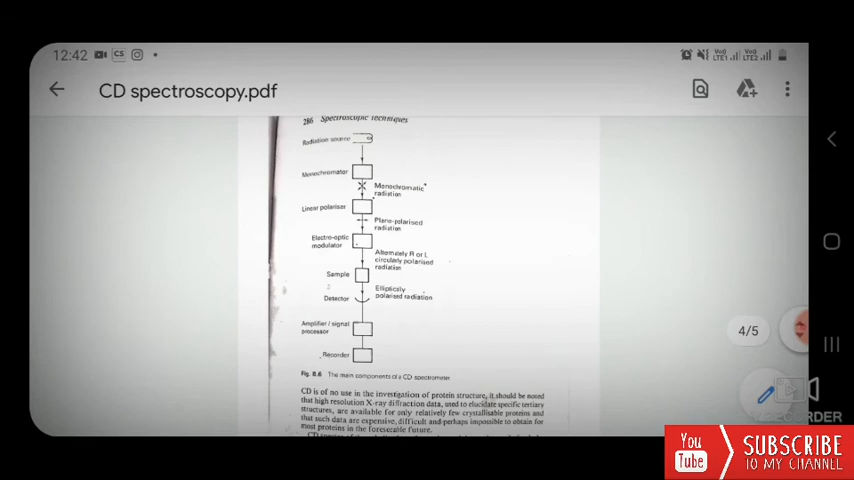 12:42 CS Vo) LTE1 Vo) LTE2
CD spectroscopy.pdf
286 Spectroscopic Techniques
Radiation source
Monochromator
Monochromatic
radiation
Linear polariser
Plane-polarised
radiation
Electro-optic
modulator
Alternately R or L
circularly polarised
radiation
Sample
Elliptically
polarised radiation
Detector
Amplifier / signal
processor
Recorder
4/5
Fig. 8.6 The main components of a CD spectrometer
CD is of no use in the investigation of protein structure, it should be noted
that high resolution X-ray diffraction data, used to elucidate specific tertiary
structures, are available for only relatively few crystallisable proteins and
that such data are expensive, difficult and perhaps impossible to obtain for
most proteins in the foreseeable future.
You
Tube
SUBSCRIBE
TO MY CHANNEL